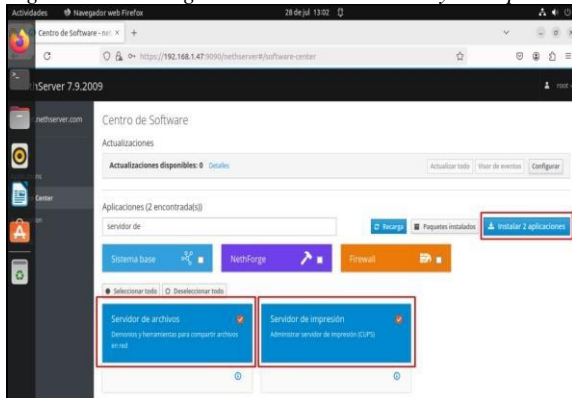 Actividades Navegador web Firefox 28 de jul 13:02
Centro de Software - net × +
https://192.168.1.47:9090/nethserver#/software-center
hServer 7.9.2009 root
nethserver.com
Centro de Software
Actualizaciones
Actualizaciones disponibles: 0 Detalles Actualizar todo Visor de eventos Configurar
Center
Aplicaciones (2 encontrada(s))
servidor de Recarga Paquetes instalados Instalar 2 aplicaciones
Sistema base NethForge Firewall
Seleccionar todo Deseleccionar todo
Servidor de archivos Servidor de impresión
Demonios y herramientas para compartir archivos Administrar servidor de impresión (CUPS)
en red